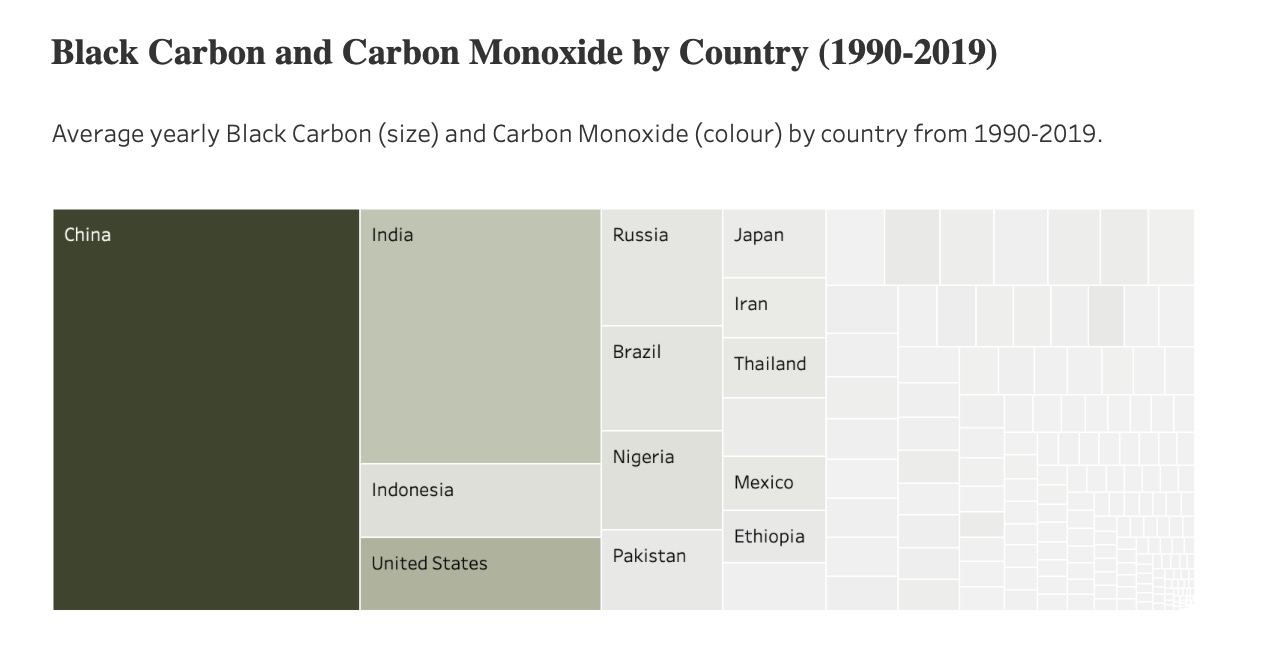 Black Carbon and Carbon Monoxide by Country (1990-2019)
Average yearly Black Carbon (size) and Carbon Monoxide (colour) by country from 1990-2019.
China
India
Indonesia
United States
Russia
Brazil
Nigeria
Pakistan
Japan
Iran
Thailand
Mexico
Ethiopia